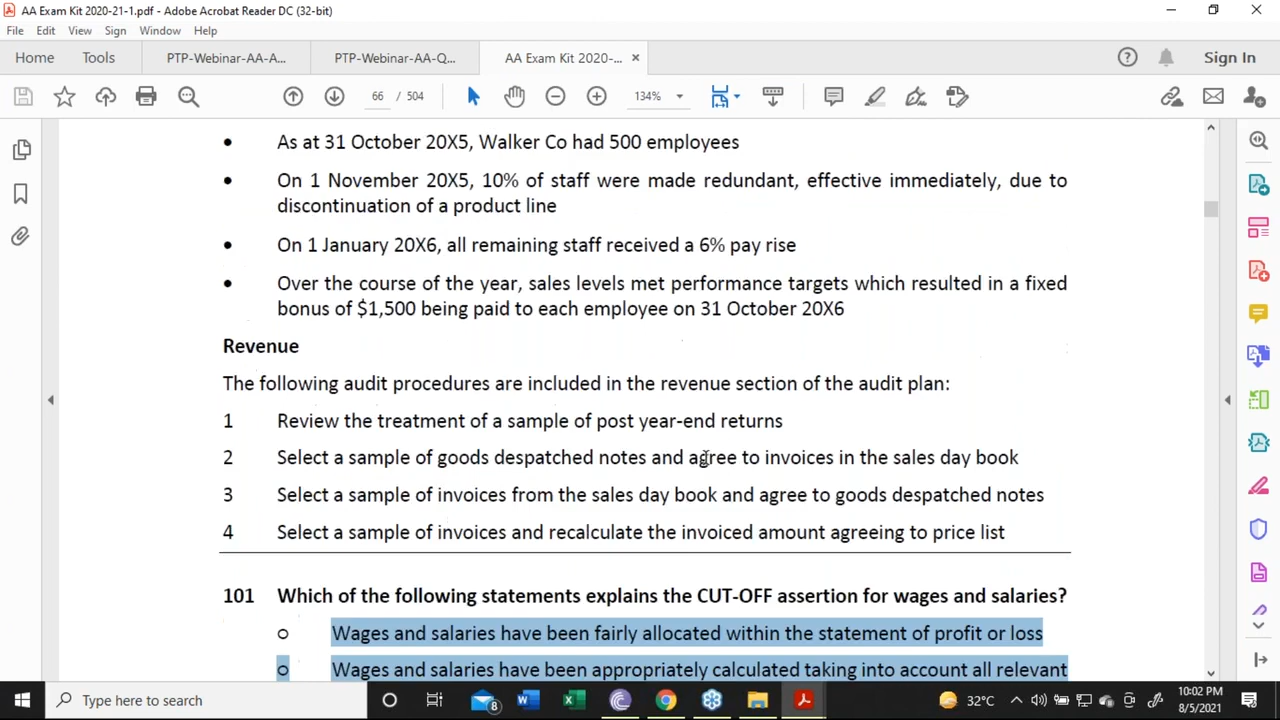 AA Exam Kit 2020-21-1.pdf - Adobe Acrobat Reader DC (32-bit)
File Edit View Sign Window Help
Home Tools PTP-Webinar-AA-A... PTP-Webinar-AA-Q... AA Exam Kit 2020-... × Sign In
66 / 504 134%
• As at 31 October 20X5, Walker Co had 500 employees
• On 1 November 20X5, 10% of staff were made redundant, effective immediately, due to
discontinuation of a product line
• On 1 January 20X6, all remaining staff received a 6% pay rise
• Over the course of the year, sales levels met performance targets which resulted in a fixed
bonus of $1,500 being paid to each employee on 31 October 20X6
Revenue
The following audit procedures are included in the revenue section of the audit plan:
1 Review the treatment of a sample of post year-end returns
2 Select a sample of goods despatched notes and agree to invoices in the sales day book
3 Select a sample of invoices from the sales day book and agree to goods despatched notes
4 Select a sample of invoices and recalculate the invoiced amount agreeing to price list
101 Which of the following statements explains the CUT-OFF assertion for wages and salaries?
○ Wages and salaries have been fairly allocated within the statement of profit or loss
○ Wages and salaries have been appropriately calculated taking into account all relevant
Type here to search
8
32°C
10:02 PM
8/5/2021